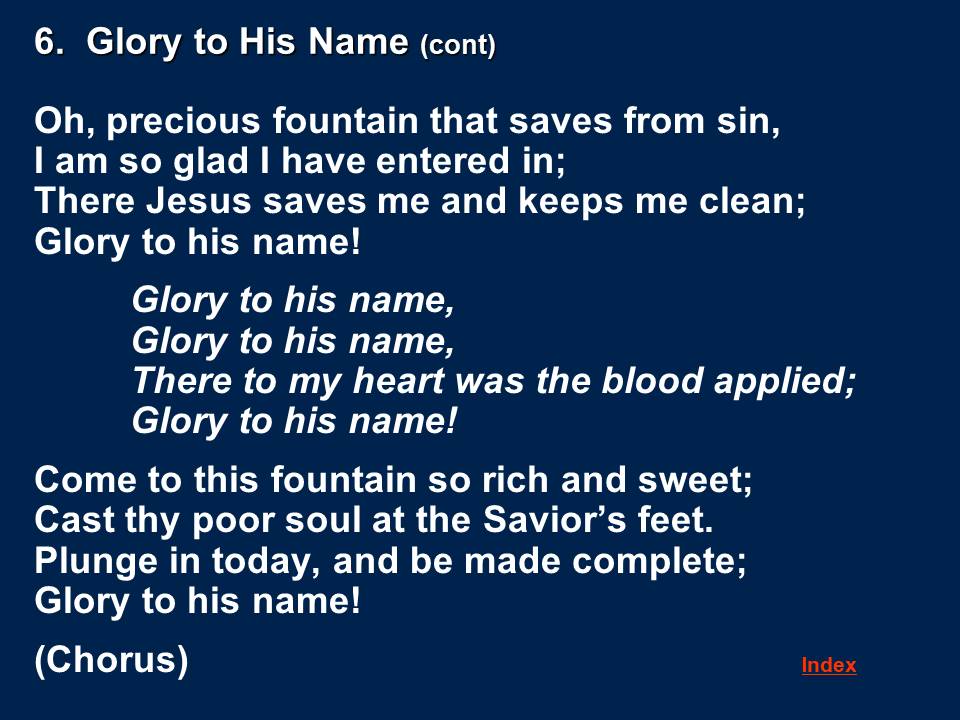 6. Glory to His Name (cont)
Oh, precious fountain that saves from sin,
I am so glad I have entered in;
There Jesus saves me and keeps me clean;
Glory to his name!
Glory to his name,
Glory to his name,
There to my heart was the blood applied;
Glory to his name!
Come to this fountain so rich and sweet;
Cast thy poor soul at the Savior’s feet.
Plunge in today, and be made complete;
Glory to his name!
(Chorus)
Index